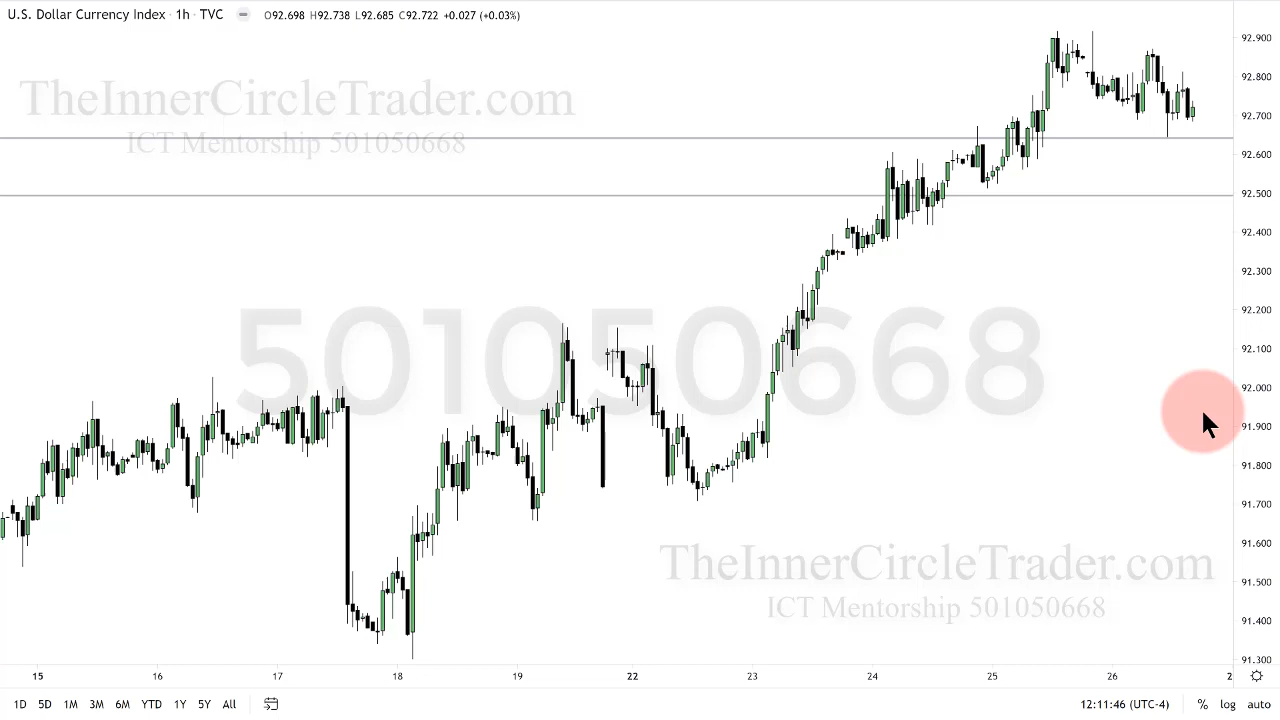 U.S. Dollar Currency Index · 1h · TVC O92.698 H92.738 L92.685 C92.722 +0.027 (+0.03%)
92.900
TheInnerCircleTrader.com
92.800
92.700
ICT Mentorship 501050668
92.600
92.500
92.400
92.300
92.200
501050668
92.100
92.000
91.900
91.800
91.700
91.600
TheInnerCircleTrader.com
91.500
ICT Mentorship 501050668
91.400
91.300
15 16 17 18 19 22 23 24 25 26 2
1D 5D 1M 3M 6M YTD 1Y 5Y All 12:11:46 (UTC-4) % log auto